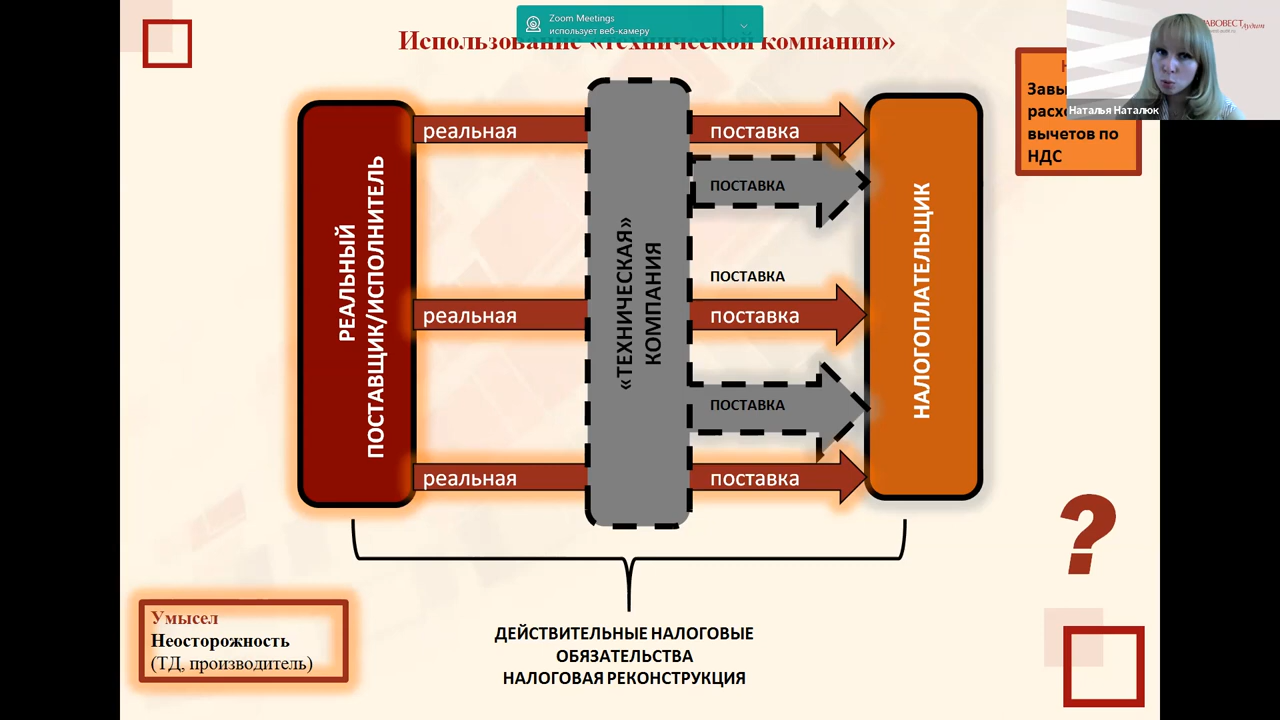 Zoom Meetings
использует веб-камеру
Использование «технической компании»
Наталья Наталюк
вычетов по
НДС
реальная
поставка
ПОСТАВКА
РЕАЛЬНЫЙ
ПОСТАВЩИК/ИСПОЛНИТЕЛЬ
«ТЕХНИЧЕСКАЯ»
КОМПАНИЯ
НАЛОГОПЛАТЕЛЬЩИК
ПОСТАВКА
реальная
поставка
ПОСТАВКА
реальная
поставка
Умысел
Неосторожность
(ТД, производитель)
?
ДЕЙСТВИТЕЛЬНЫЕ НАЛОГОВЫЕ
ОБЯЗАТЕЛЬСТВА
НАЛОГОВАЯ РЕКОНСТРУКЦИЯ